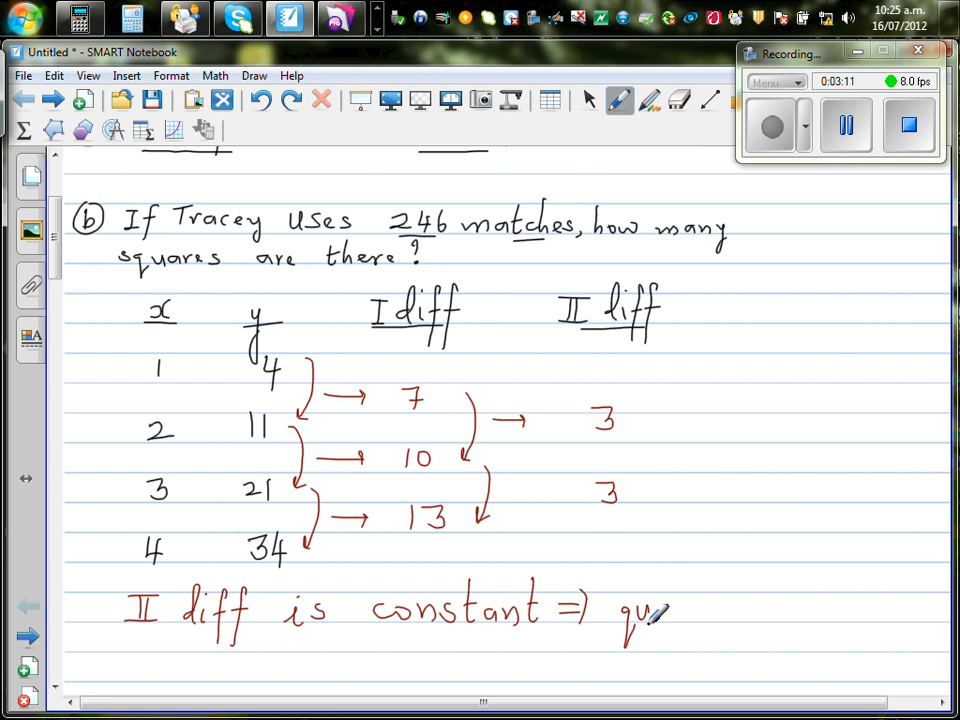 10:25 a.m.
16/07/2012
Untitled * - SMART Notebook
File Edit View Insert Format Math Draw Help
Recording...
Menu
0:03:11 8.0 fps
b If Tracey uses 246 matches, how many
squares are there?
x y I diff II diff
1 4
7
3
2 11
10
3 21 3
13
4 34
II diff is constant ⇒ qu